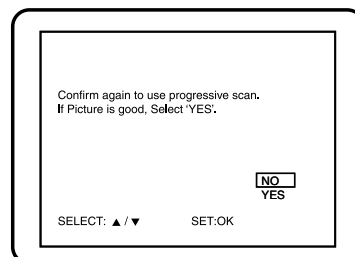 Confirm again to use progressive scan.
If Picture is good, Select 'YES'.
NO
YES
SELECT: ▲ / ▼ SET:OK